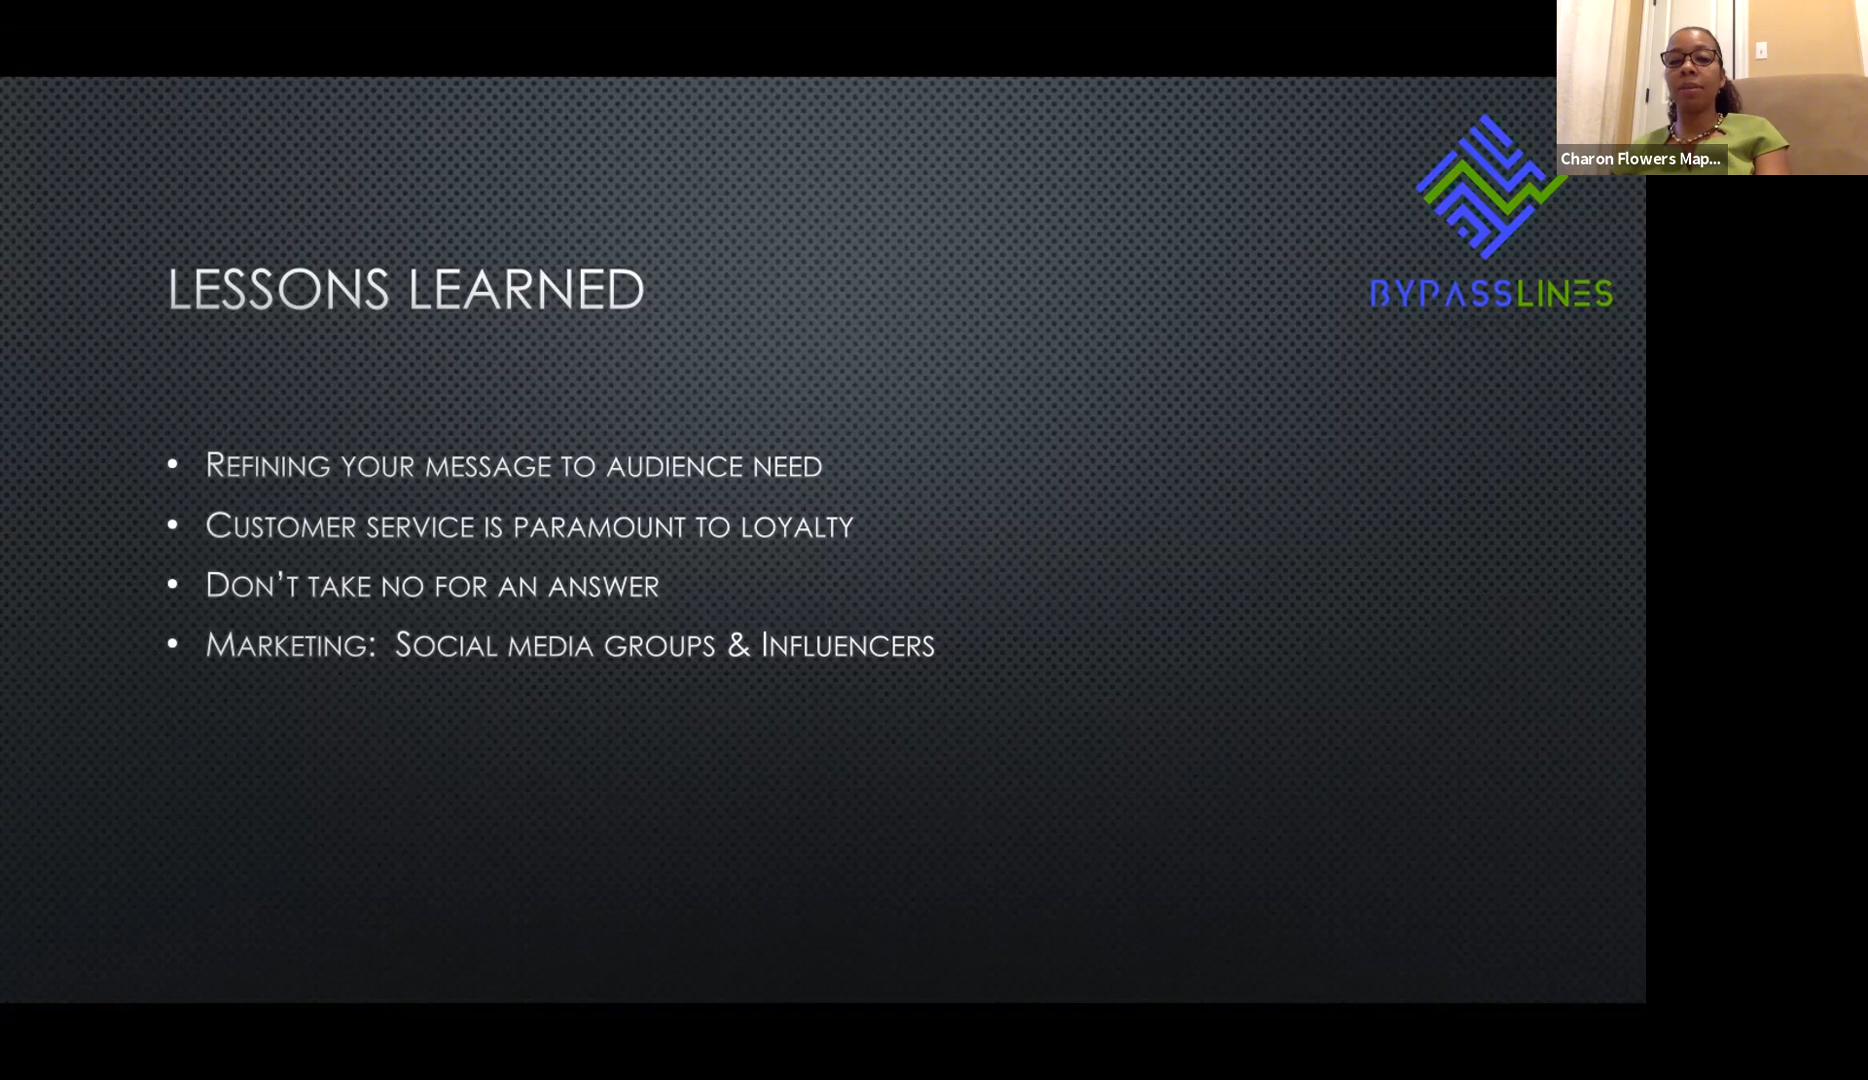 Charon Flowers Map...
BYPASSLINES
LESSONS LEARNED
• REFINING YOUR MESSAGE TO AUDIENCE NEED
• CUSTOMER SERVICE IS PARAMOUNT TO LOYALTY
• DON’T TAKE NO FOR AN ANSWER
• MARKETING:  SOCIAL MEDIA GROUPS & INFLUENCERS